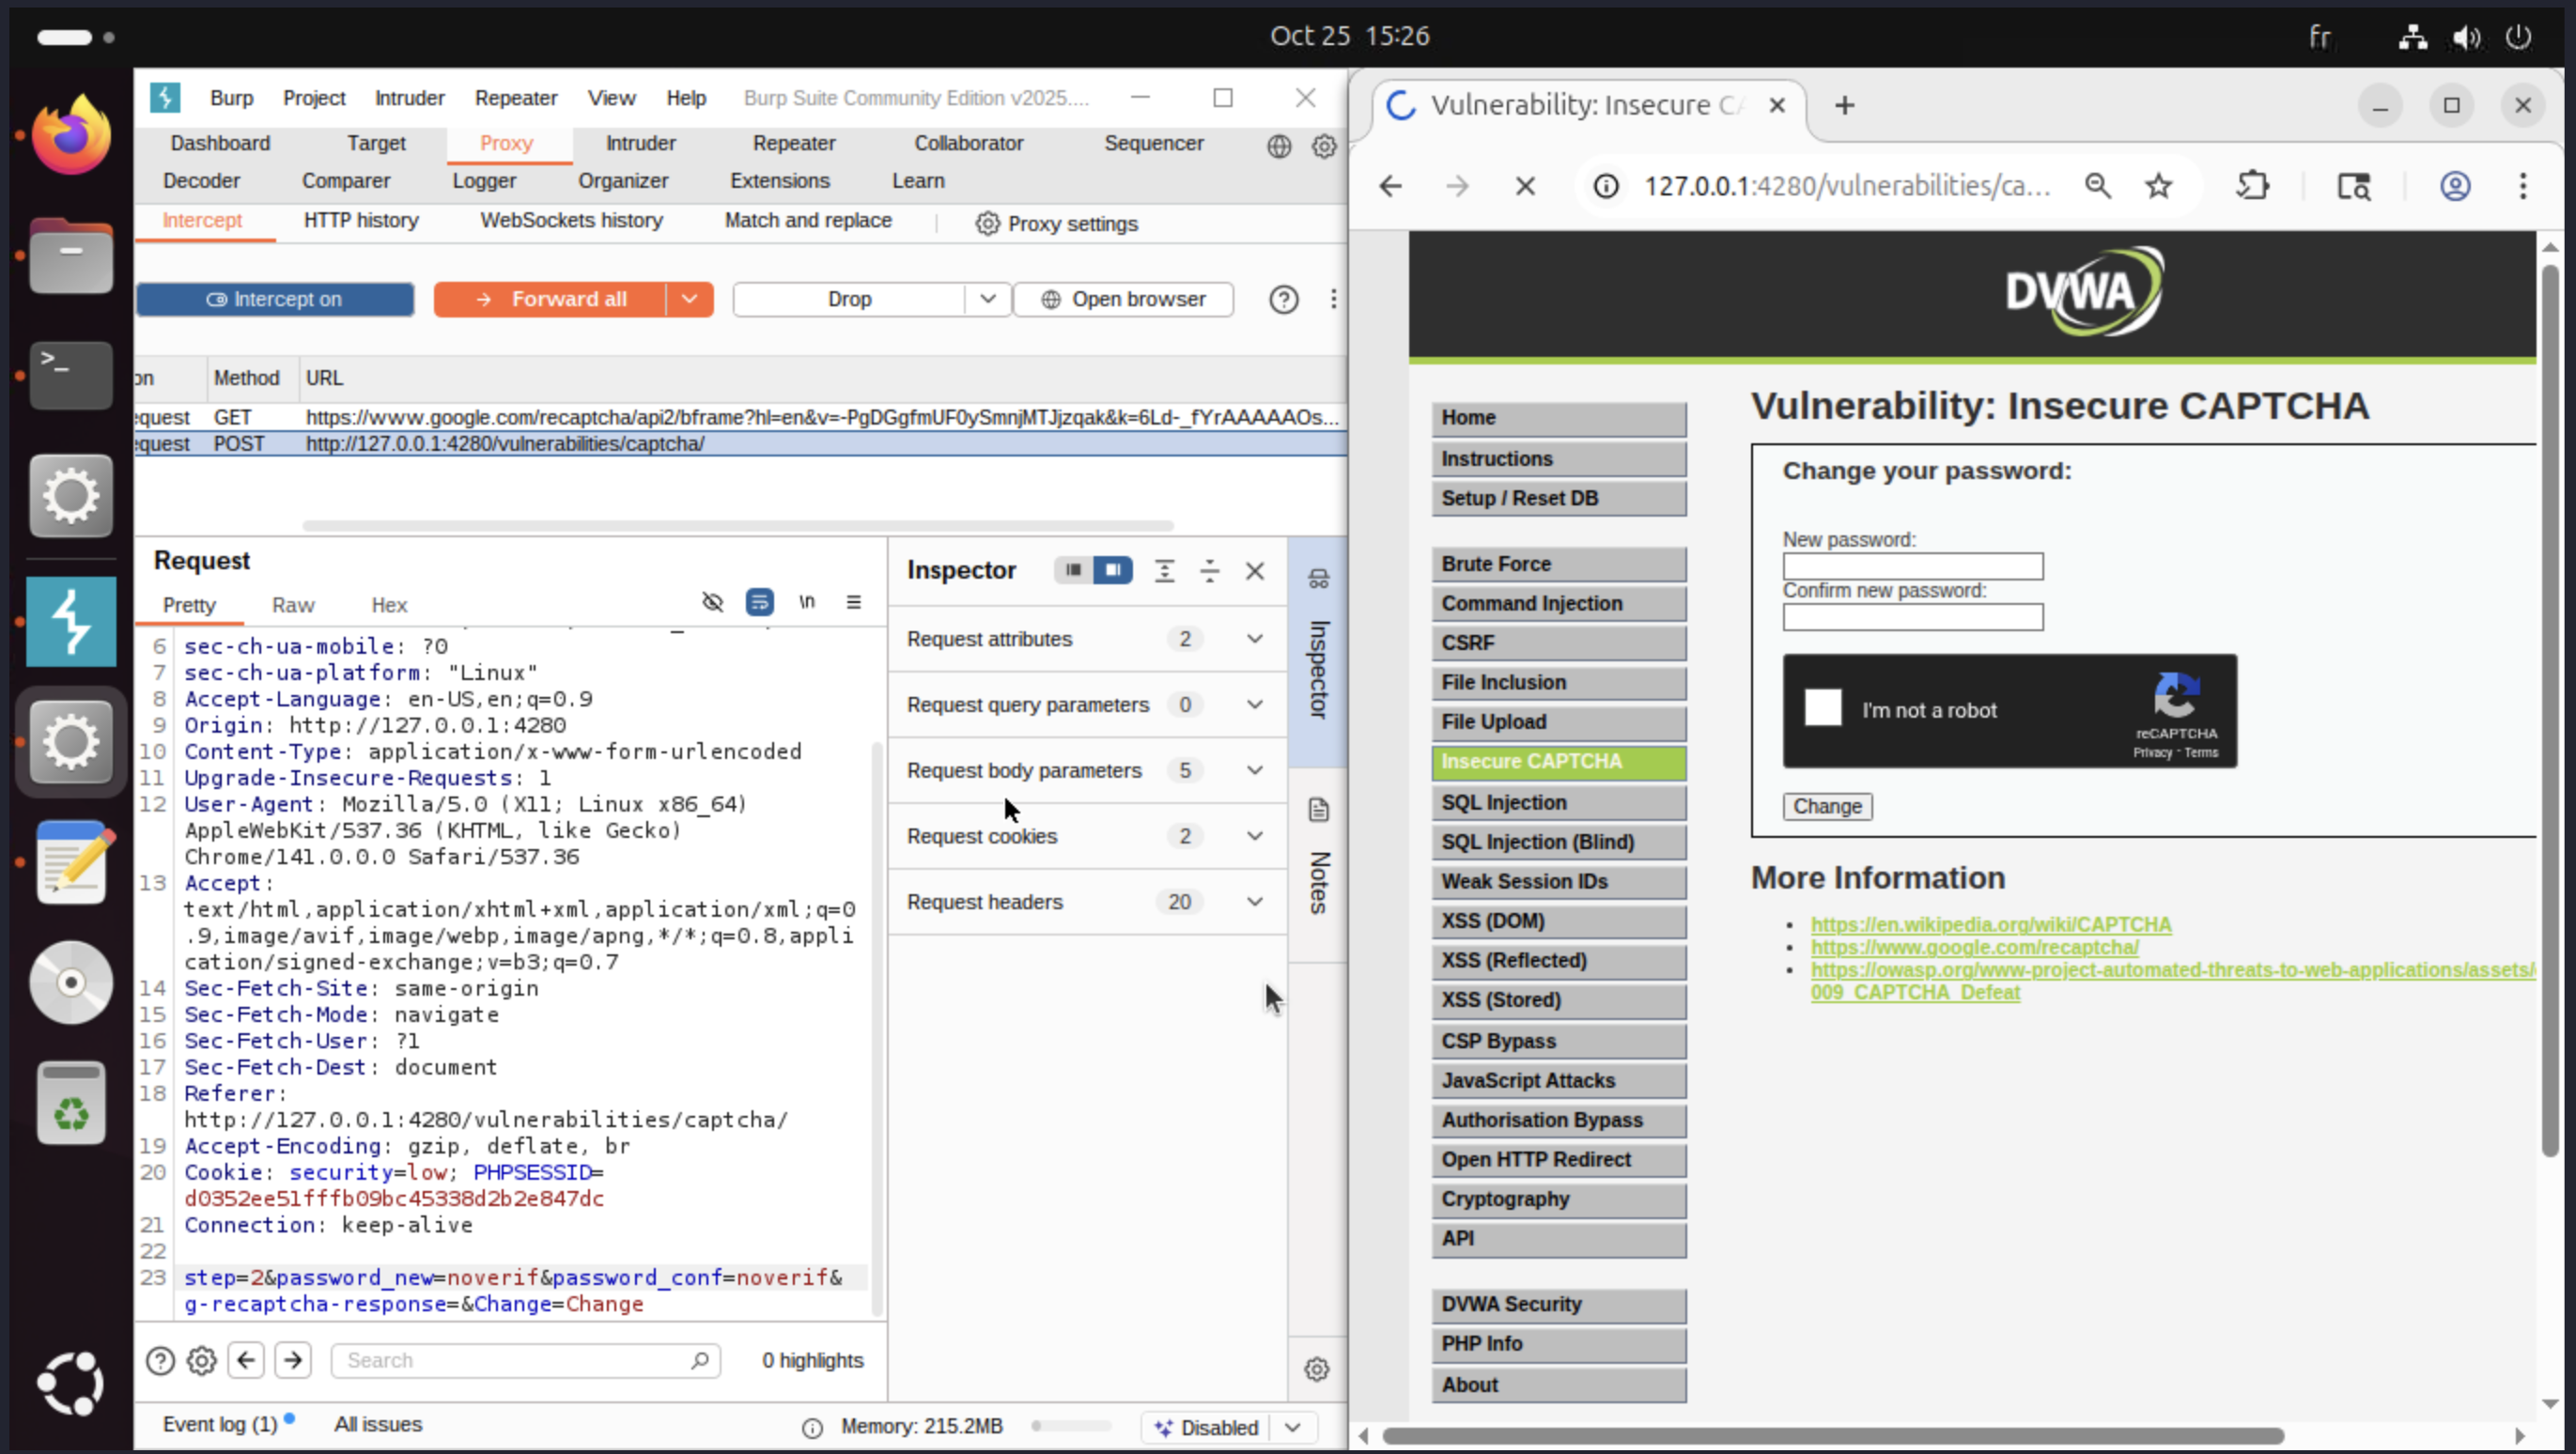 Oct 25 15:26
fr
Burp Project Intruder Repeater View Help Burp Suite Community Edition v2025....
Dashboard Target Proxy Intruder Repeater Collaborator Sequencer
Decoder Comparer Logger Organizer Extensions Learn
Intercept HTTP history WebSockets history Match and replace Proxy settings
Intercept on Forward all Drop Open browser
on Method URL
equest GET https://www.google.com/recaptcha/api2/bframe?hl=en&v=-PgDGgfmUF0ySmnjMTJjzqak&k=6Ld-_fYrAAAAAOs...
equest POST http://127.0.0.1:4280/vulnerabilities/captcha/
Request
Pretty Raw Hex \n
6 sec-ch-ua-mobile: ?0
7 sec-ch-ua-platform: "Linux"
8 Accept-Language: en-US,en;q=0.9
9 Origin: http://127.0.0.1:4280
10 Content-Type: application/x-www-form-urlencoded
11 Upgrade-Insecure-Requests: 1
12 User-Agent: Mozilla/5.0 (X11; Linux x86_64)
AppleWebKit/537.36 (KHTML, like Gecko)
Chrome/141.0.0.0 Safari/537.36
13 Accept:
text/html,application/xhtml+xml,application/xml;q=0
.9,image/avif,image/webp,image/apng,*/*;q=0.8,appli
cation/signed-exchange;v=b3;q=0.7
14 Sec-Fetch-Site: same-origin
15 Sec-Fetch-Mode: navigate
16 Sec-Fetch-User: ?1
17 Sec-Fetch-Dest: document
18 Referer:
http://127.0.0.1:4280/vulnerabilities/captcha/
19 Accept-Encoding: gzip, deflate, br
20 Cookie: security=low; PHPSESSID=
d0352ee51fffb09bc45338d2b2e847dc
21 Connection: keep-alive
22
23 step=2&password_new=noverif&password_conf=noverif&
g-recaptcha-response=&Change=Change
Search 0 highlights
Inspector
Request attributes 2
Request query parameters 0
Request body parameters 5
Request cookies 2
Request headers 20
Inspector
Notes
Event log (1) All issues Memory: 215.2MB Disabled
Vulnerability: Insecure CA
127.0.0.1:4280/vulnerabilities/ca...
DVWA
Home
Instructions
Setup / Reset DB
Brute Force
Command Injection
CSRF
File Inclusion
File Upload
Insecure CAPTCHA
SQL Injection
SQL Injection (Blind)
Weak Session IDs
XSS (DOM)
XSS (Reflected)
XSS (Stored)
CSP Bypass
JavaScript Attacks
Authorisation Bypass
Open HTTP Redirect
Cryptography
API
DVWA Security
PHP Info
About
Vulnerability: Insecure CAPTCHA
Change your password:
New password:
Confirm new password:
I'm not a robot
reCAPTCHA
Privacy - Terms
Change
More Information
https://en.wikipedia.org/wiki/CAPTCHA
https://www.google.com/recaptcha/
https://owasp.org/www-project-automated-threats-to-web-applications/assets/
009_CAPTCHA_Defeat